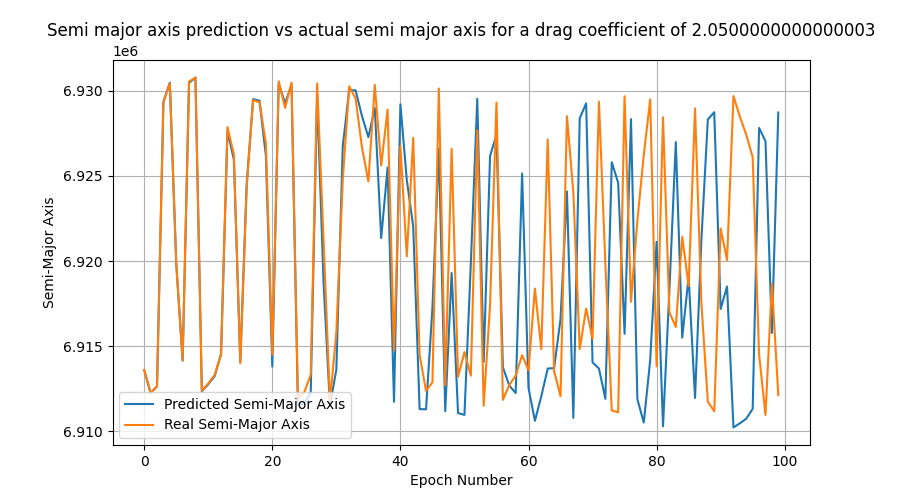 Semi major axis prediction vs actual semi major axis for a drag coefficient of 2.0500000000000003
1e6
6.930
6.925
6.920
6.915
6.910
Semi-Major Axis
Predicted Semi-Major Axis
Real Semi-Major Axis
0 20 40 60 80 100
Epoch Number